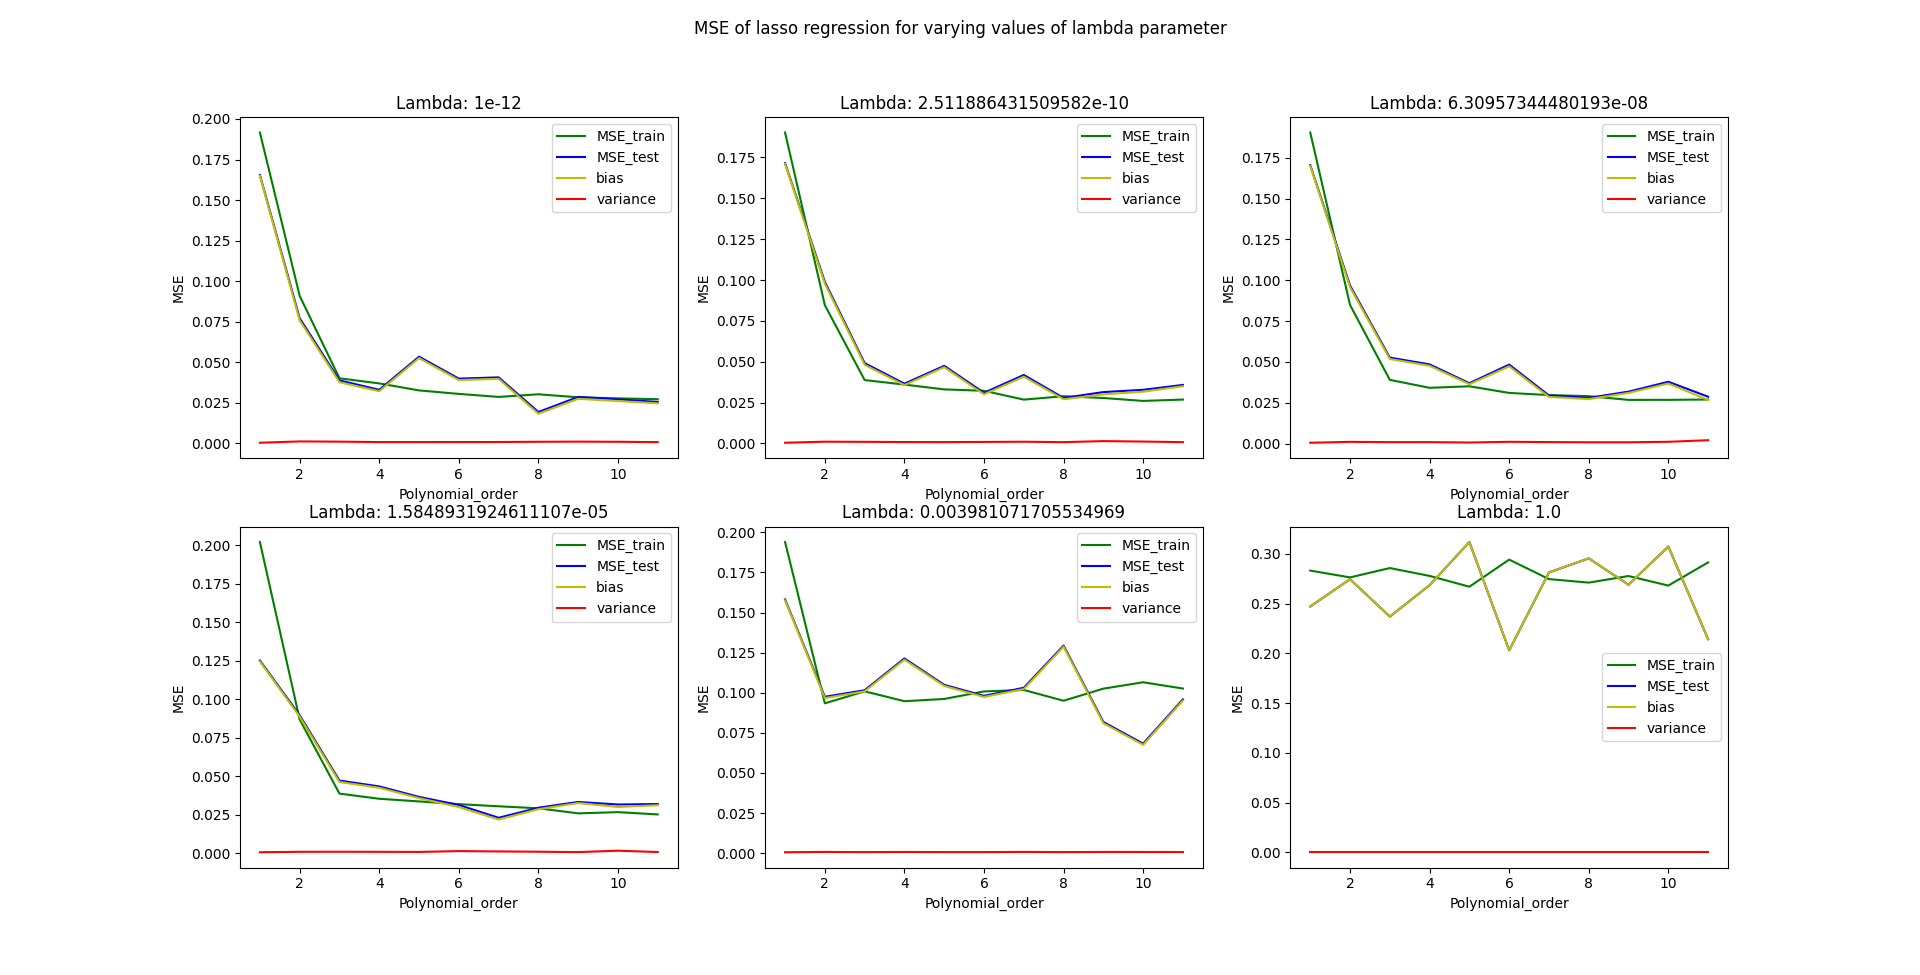 MSE of lasso regression for varying values of lambda parameter
Lambda: 1e-12
0.200
0.175
0.150
0.125
0.100
0.075
0.050
0.025
0.000
MSE
2 4 6 8 10
Polynomial_order
MSE_train
MSE_test
bias
variance
Lambda: 2.511886431509582e-10
0.175
0.150
0.125
0.100
0.075
0.050
0.025
0.000
MSE
2 4 6 8 10
Polynomial_order
MSE_train
MSE_test
bias
variance
Lambda: 6.30957344480193e-08
0.175
0.150
0.125
0.100
0.075
0.050
0.025
0.000
MSE
2 4 6 8 10
Polynomial_order
MSE_train
MSE_test
bias
variance
Lambda: 1.5848931924611107e-05
0.200
0.175
0.150
0.125
0.100
0.075
0.050
0.025
0.000
MSE
2 4 6 8 10
Polynomial_order
MSE_train
MSE_test
bias
variance
Lambda: 0.003981071705534969
0.200
0.175
0.150
0.125
0.100
0.075
0.050
0.025
0.000
MSE
2 4 6 8 10
Polynomial_order
MSE_train
MSE_test
bias
variance
Lambda: 1.0
0.30
0.25
0.20
0.15
0.10
0.05
0.00
MSE
2 4 6 8 10
Polynomial_order
MSE_train
MSE_test
bias
variance